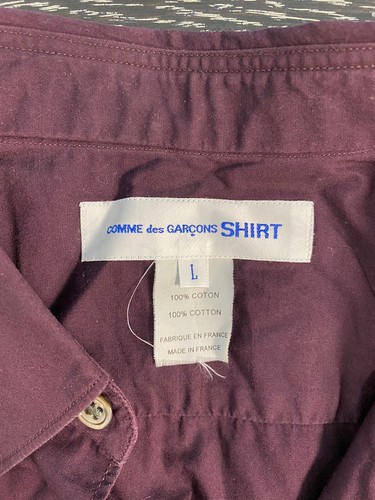 COMME des GARÇONS SHIRT
L
100% COTON
100% COTTON
FABRIQUE EN FRANCE
MADE IN FRANCE